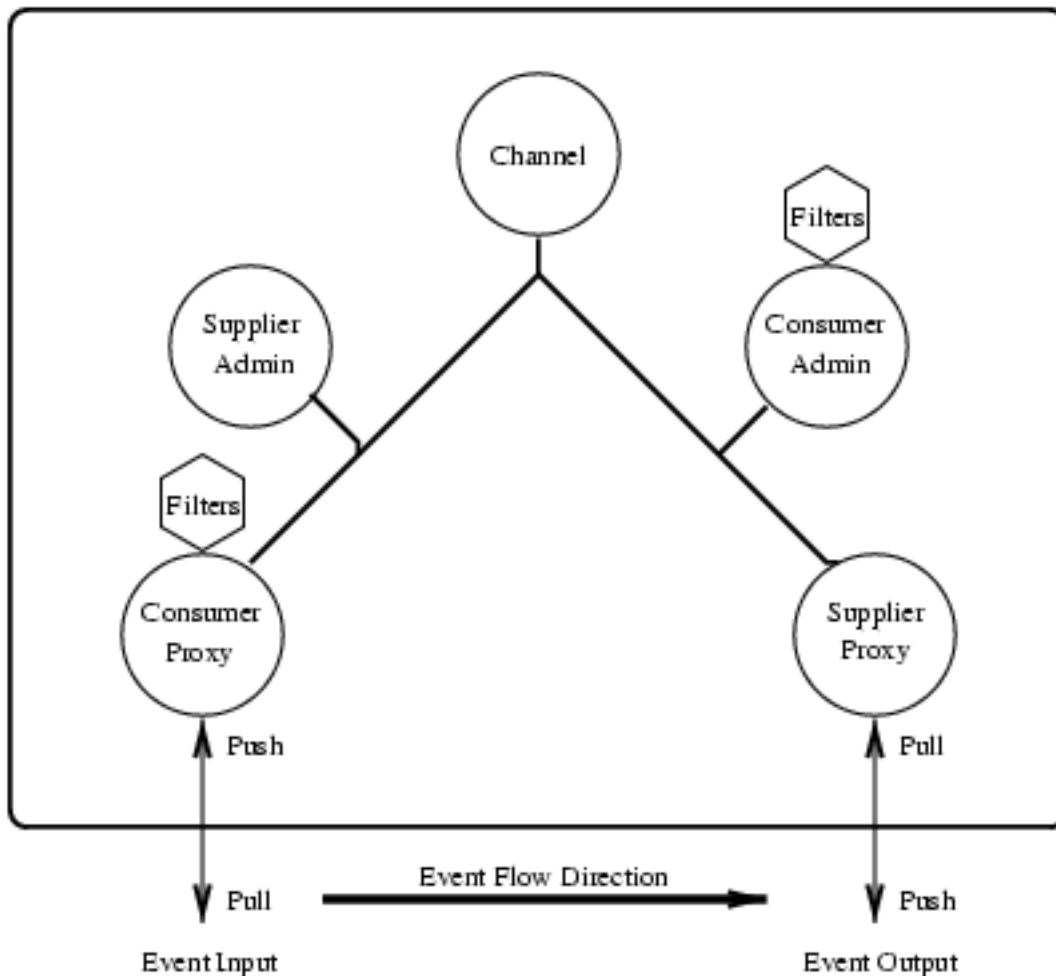 Channel
Filters
Supplier
Admin
Consumer
Admin
Filters
Consumer
Proxy
Supplier
Proxy
Push
Pull
Event Flow Direction
Pull
Push
Event Input
Event Output